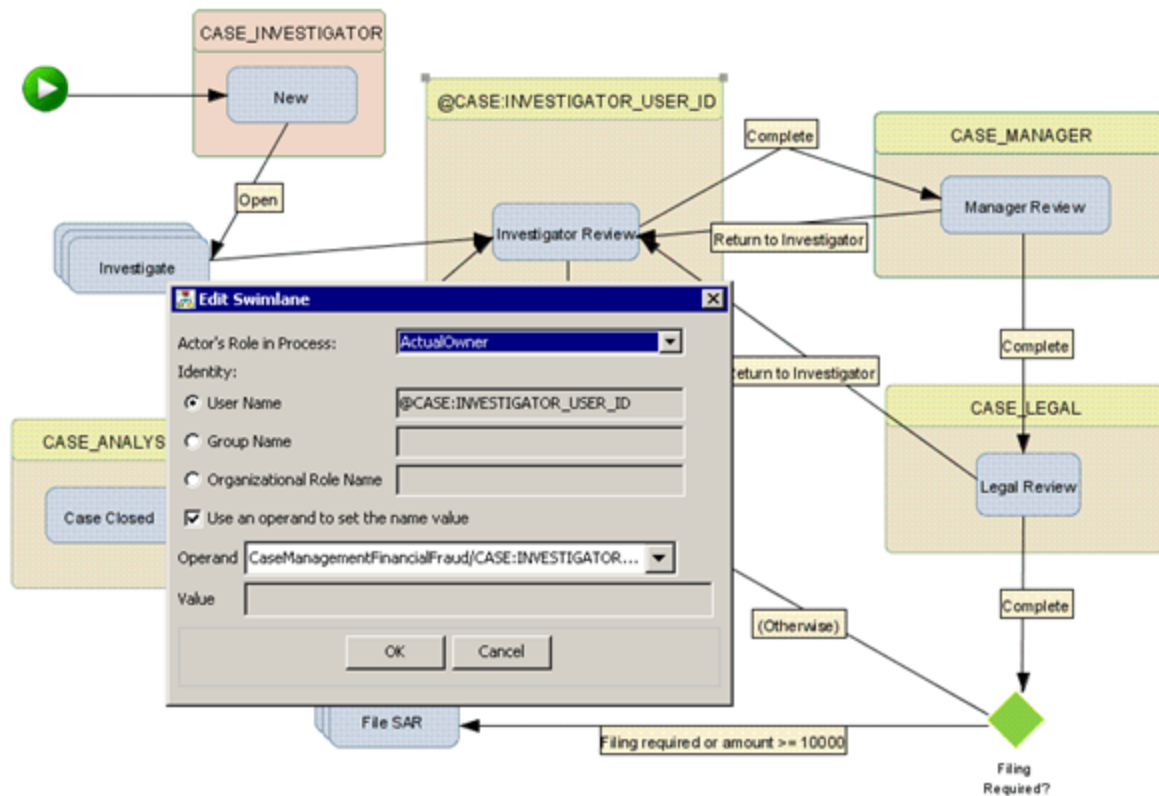 CASE_INVESTIGATOR
New
Open
@CASE:INVESTIGATOR_USER_ID
Complete
CASE_MANAGER
Manager Review
Investigator Review
Return to Investigator
Investigate
Edit Swimlane
Actor's Role in Process:
ActualOwner
Identity:
User Name
@CASE:INVESTIGATOR_USER_ID
Group Name
Organizational Role Name
Use an operand to set the name value
Operand
CaseManagementFinancialFraud/CASE:INVESTIGATOR...
Value
OK
Cancel
Complete
eturn to Investigator
CASE_LEGAL
Legal Review
CASE_ANALYS
Case Closed
Complete
(Otherwise)
File SAR
Filing required or amount >= 10000
Filing
Required?